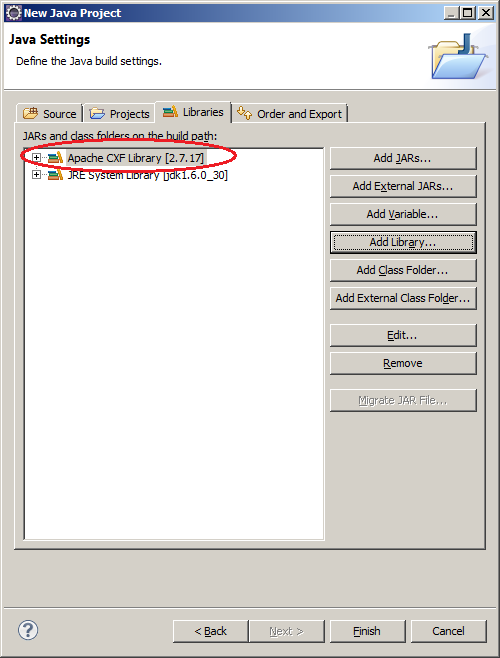 New Java Project
Java Settings
Define the Java build settings.
Source Projects Libraries Order and Export
JARs and class folders on the build path:
Apache CXF Library [2.7.17]
JRE System Library [jdk1.6.0_30]
Add JARs...
Add External JARs...
Add Variable...
Add Library...
Add Class Folder...
Add External Class Folder...
Edit...
Remove
Migrate JAR File...
?
< Back Next > Finish Cancel